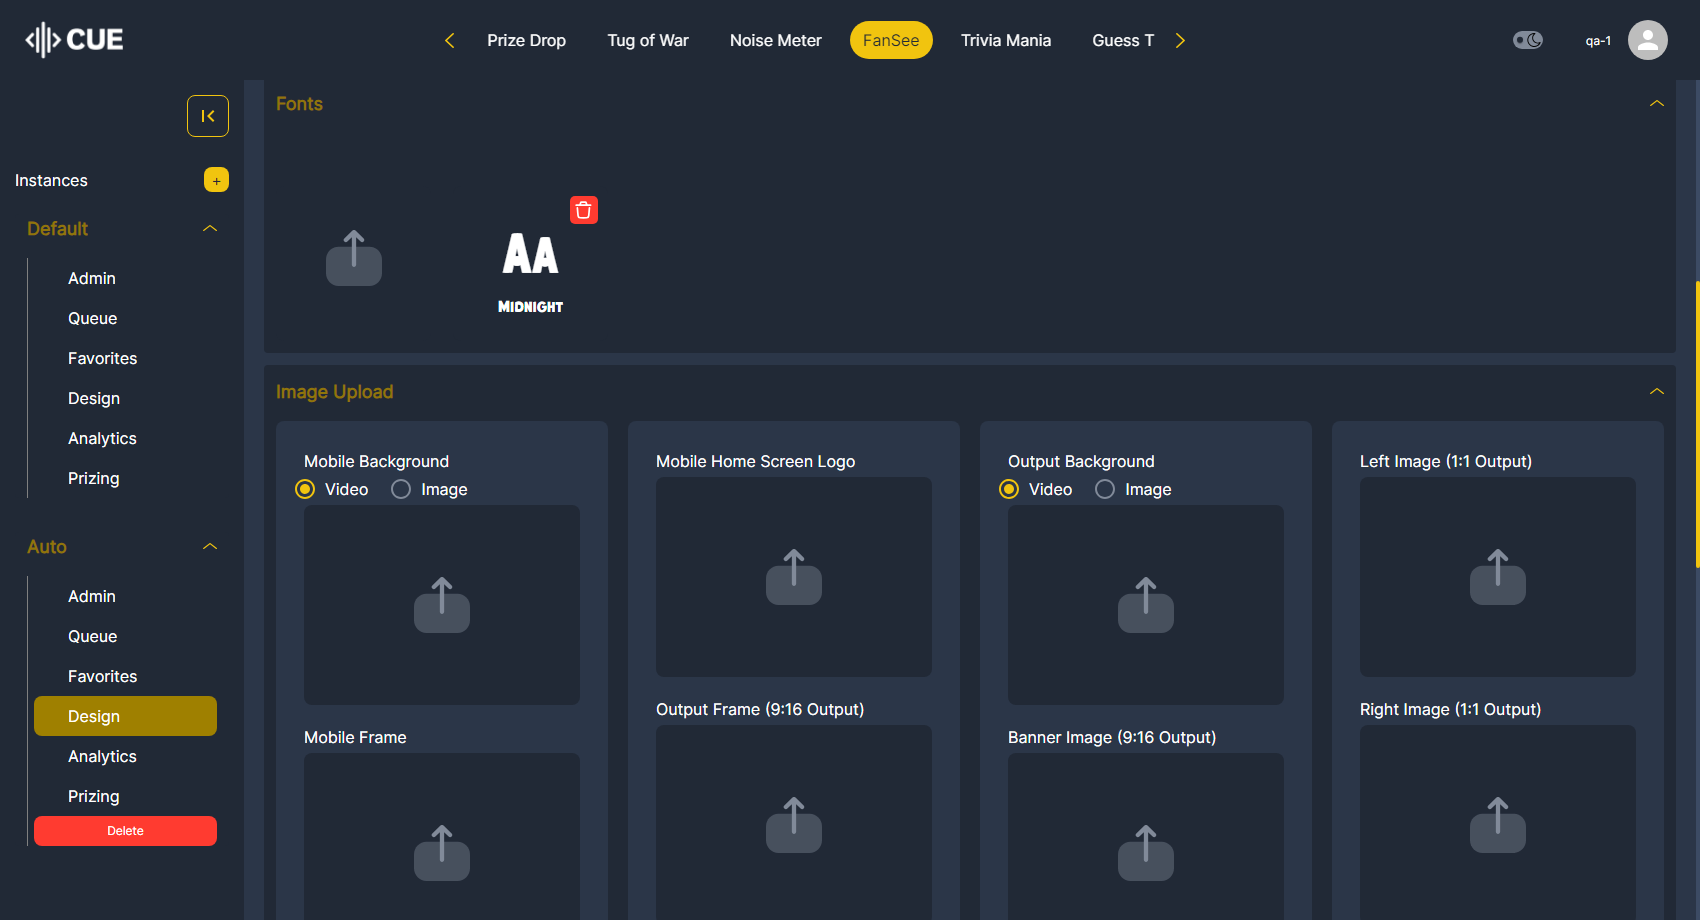 CUE
Prize Drop
Tug of War
Noise Meter
FanSee
Trivia Mania
Guess T
qa-1
Instances
+
Default
Admin
Queue
Favorites
Design
Analytics
Prizing
Auto
Admin
Queue
Favorites
Design
Analytics
Prizing
Delete
Fonts
AA
MIDNIGHT
Image Upload
Mobile Background
Video
Image
Mobile Frame
Mobile Home Screen Logo
Output Frame (9:16 Output)
Output Background
Video
Image
Banner Image (9:16 Output)
Left Image (1:1 Output)
Right Image (1:1 Output)